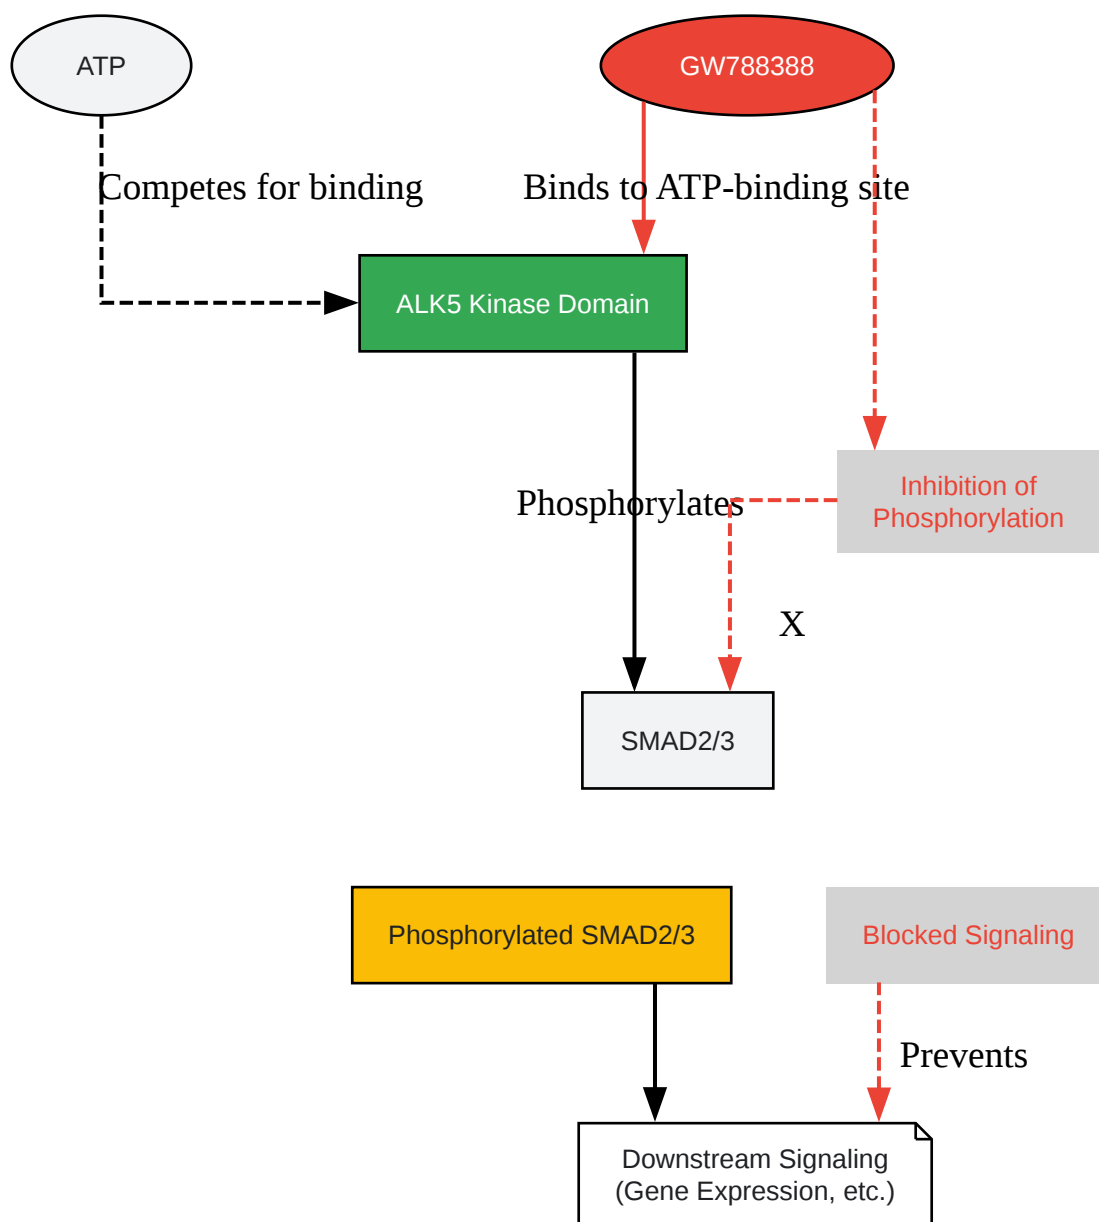 ATP
GW788388
Competes for binding
Binds to ATP-binding site
ALK5 Kinase Domain
Inhibition of
Phosphorylation
Phosphorylates
X
SMAD2/3
Phosphorylated SMAD2/3
Blocked Signaling
Prevents
Downstream Signaling
(Gene Expression, etc.)